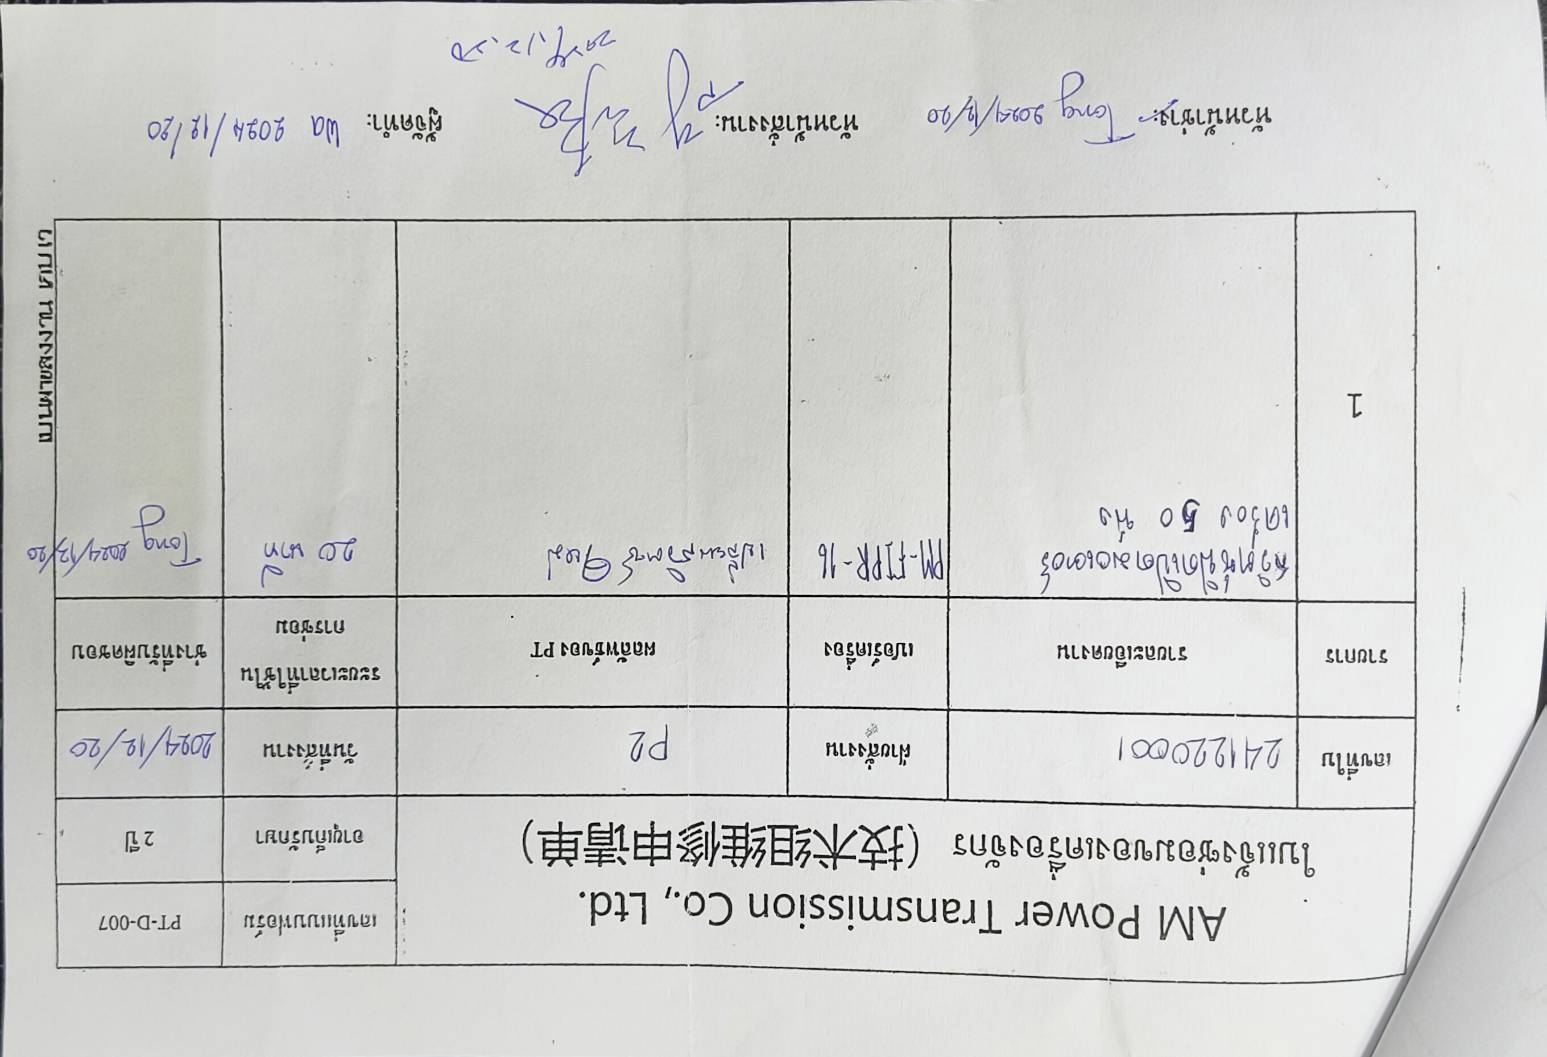 AM Power Transmission Co., Ltd.
ใบแจ้งซ่อมของเครื่องจักร (技术组维修申请单)
เลขที่แบบฟอร์ม PT-D-007
อายุเก็บรักษา 2 ปี
เลขที่ใบ 241220001 ฝ่ายสั่งงาน P2 วันที่สั่งงาน 2024/12/20
รายการ รายละเอียดงาน เบอร์เครื่อง ผลลัพธ์ของ PT ระยะเวลาที่ใช้ใน การซ่อม ช่างที่รับผิดชอบ
1 สวิตซ์ปิดเปิดมอเตอร์ PM-FIPR-16 เปลี่ยนสวิตซ์ ใหม่ 20 นาที Tong 2024/12/20
เครื่อง 50 พัง
หัวหน้าช่าง: Tong 2024/12/20 หัวหน้าสั่งงาน: ผู้จัดทำ: Wa 2024/12/20
2024.12.20